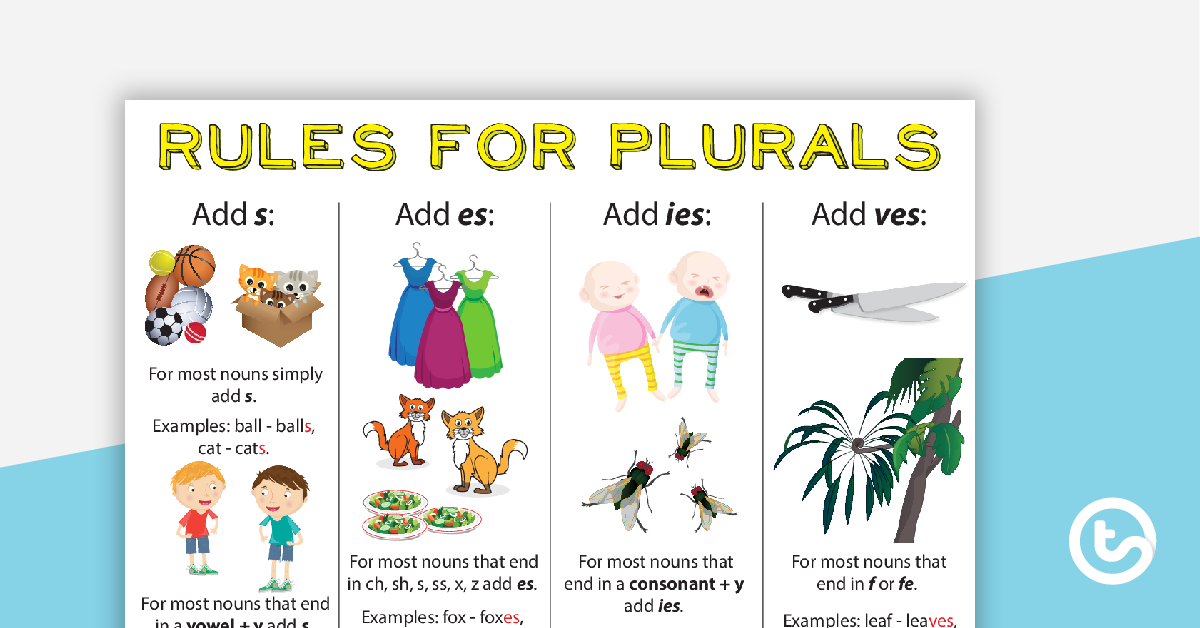 RULES FOR PLURALS
Add s:
For most nouns simply
add s.
Examples: ball - balls,
cat - cats.
For most nouns that end
in a vowel + y add s
Add es:
For most nouns that end
in ch, sh, s, ss, x, z add es.
Examples: fox - foxes,
Add ies:
For most nouns that
end in a consonant + y
add ies.
Add ves:
For most nouns that
end in f or fe.
Examples: leaf - leaves,
t